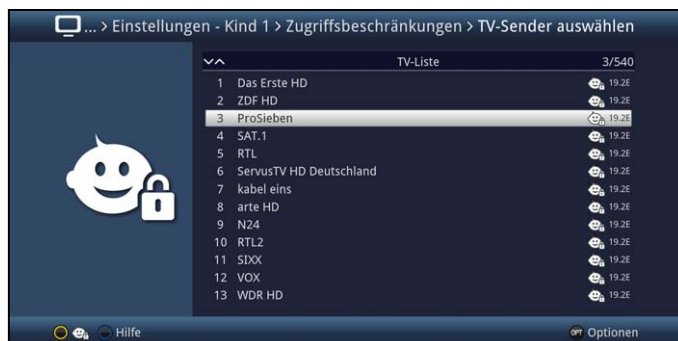 ... > Einstellungen - Kind 1 > Zugriffsbeschränkungen > TV-Sender auswählen
TV-Liste 3/540
1 Das Erste HD 19.2E
2 ZDF HD 19.2E
3 ProSieben 19.2E
4 SAT.1 19.2E
5 RTL 19.2E
6 ServusTV HD Deutschland 19.2E
7 kabel eins 19.2E
8 arte HD 19.2E
9 N24 19.2E
10 RTL2 19.2E
11 SIXX 19.2E
12 VOX 19.2E
13 WDR HD 19.2E
Hilfe OPT Optionen